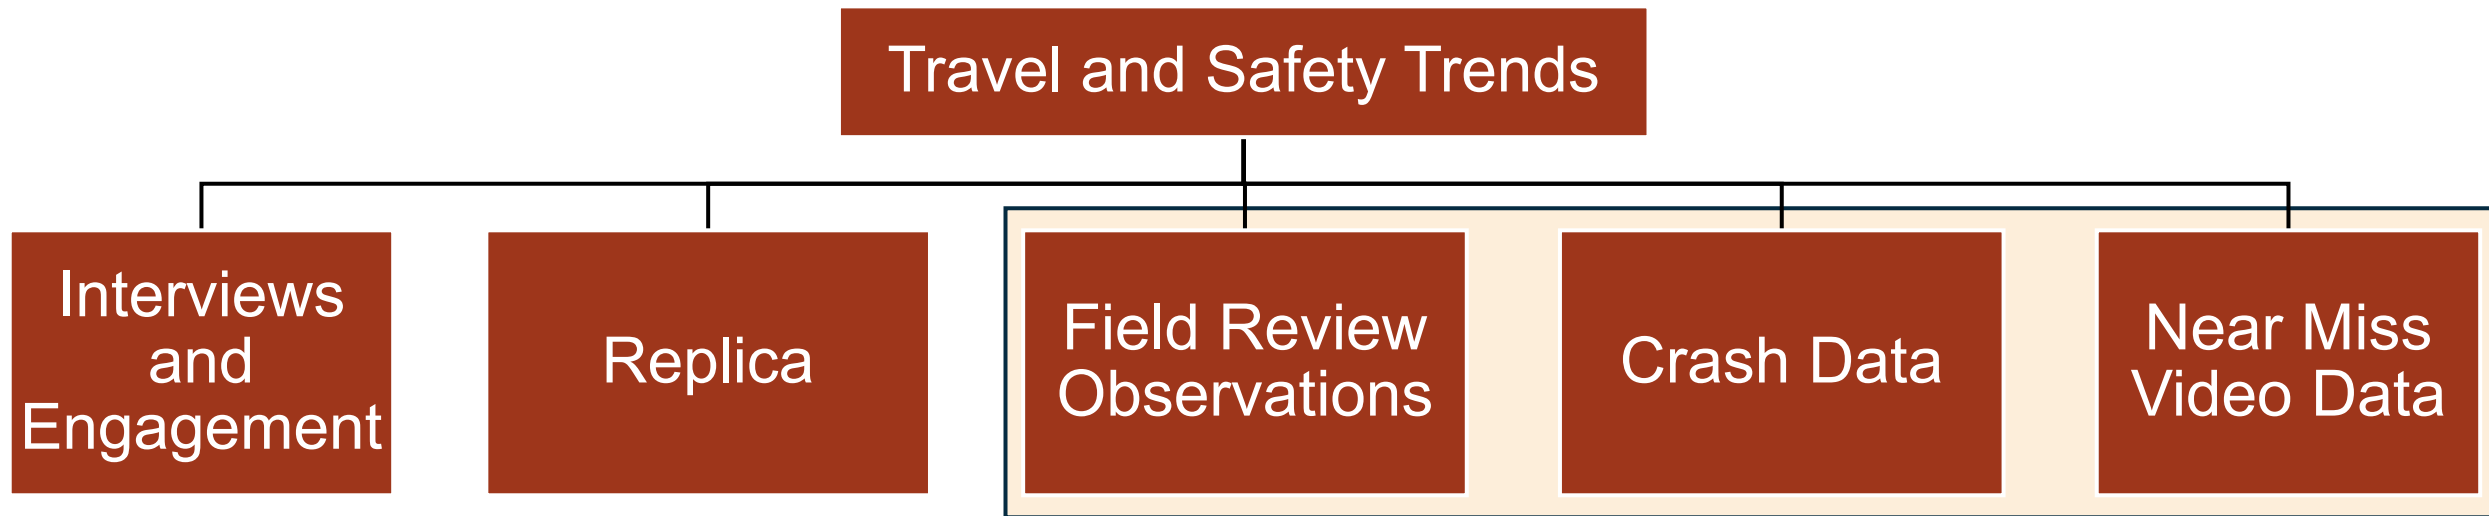 Travel and Safety Trends
Interviews
and
Engagement
Replica
Field Review
Observations
Crash Data
Near Miss
Video Data